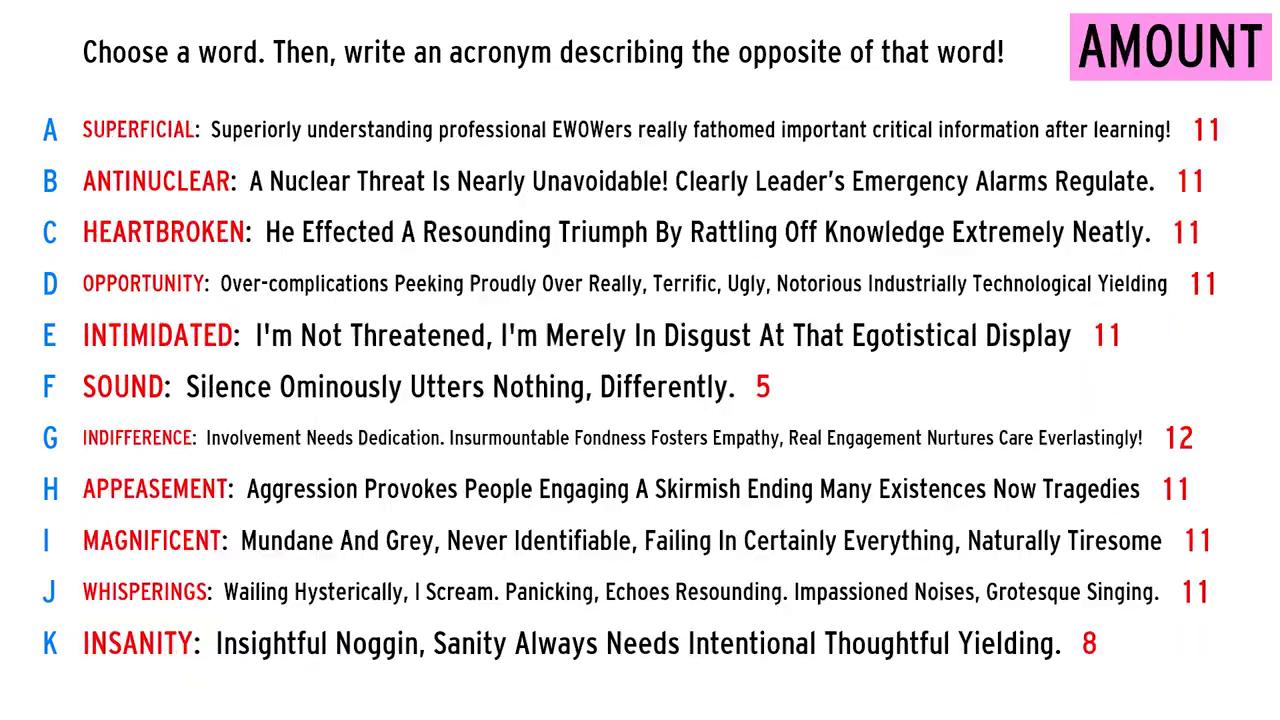 Choose a word. Then, write an acronym describing the opposite of that word!
AMOUNT
A SUPERFICIAL: Superiorly understanding professional EWOWers really fathomed important critical information after learning! 11
B ANTINUCLEAR: A Nuclear Threat Is Nearly Unavoidable! Clearly Leader's Emergency Alarms Regulate. 11
C HEARTBROKEN: He Effected A Resounding Triumph By Rattling Off Knowledge Extremely Neatly. 11
D OPPORTUNITY: Over-complications Peeking Proudly Over Really, Terrific, Ugly, Notorious Industrially Technological Yielding 11
E INTIMIDATED: I'm Not Threatened, I'm Merely In Disgust At That Egotistical Display 11
F SOUND: Silence Ominously Utters Nothing, Differently. 5
G INDIFFERENCE: Involvement Needs Dedication. Insurmountable Fondness Fosters Empathy, Real Engagement Nurtures Care Everlastingly! 12
H APPEASEMENT: Aggression Provokes People Engaging A Skirmish Ending Many Existences Now Tragedies 11
I MAGNIFICENT: Mundane And Grey, Never Identifiable, Failing In Certainly Everything, Naturally Tiresome 11
J WHISPERINGS: Wailing Hysterically, I Scream. Panicking, Echoes Resounding. Impassioned Noises, Grotesque Singing. 11
K INSANITY: Insightful Noggin, Sanity Always Needs Intentional Thoughtful Yielding. 8